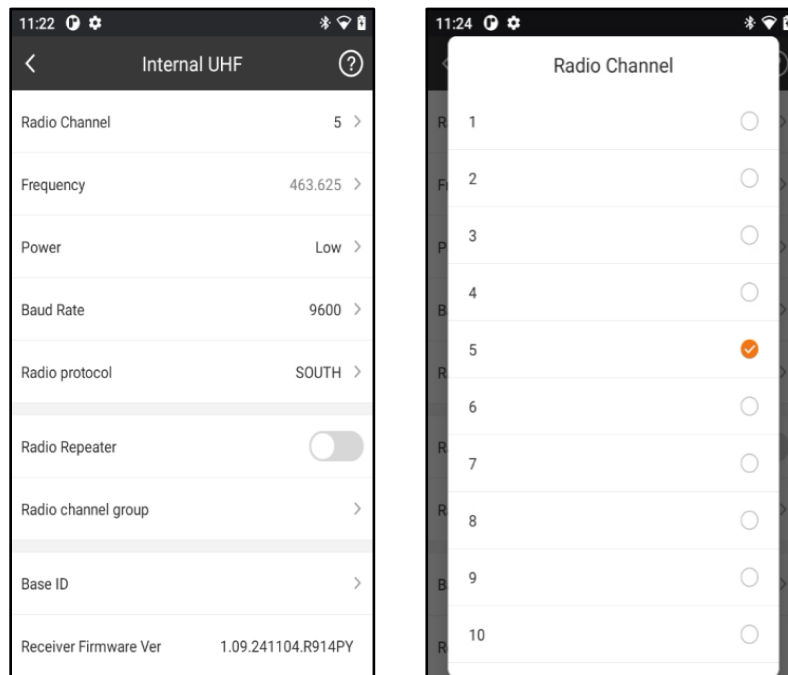 11:22
Internal UHF
Radio Channel 5
Frequency 463.625
Power Low
Baud Rate 9600
Radio protocol SOUTH
Radio Repeater
Radio channel group
Base ID
Receiver Firmware Ver 1.09.241104.R914PY
11:24
Radio Channel
1
2
3
4
5
6
7
8
9
10